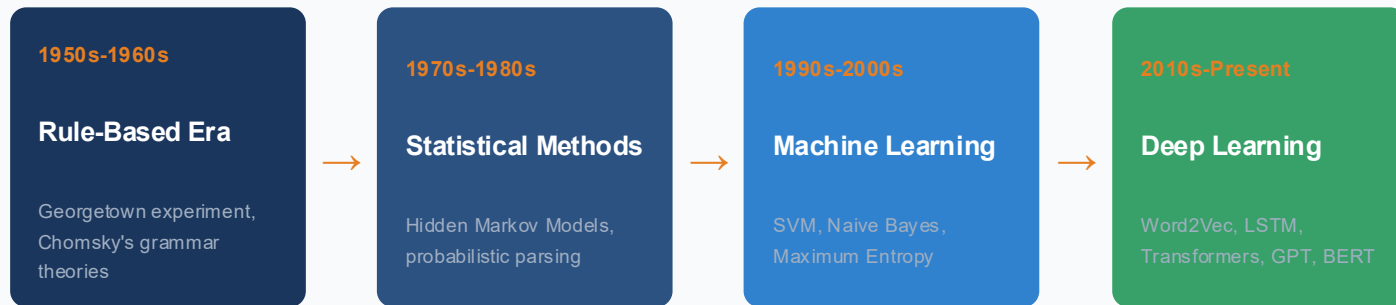 1950s-1960s
Rule-Based Era
Georgetown experiment,
Chomsky's grammar
theories
→
1970s-1980s
Statistical Methods
Hidden Markov Models,
probabilistic parsing
→
1990s-2000s
Machine Learning
SVM, Naive Bayes,
Maximum Entropy
→
2010s-Present
Deep Learning
Word2Vec, LSTM,
Transformers, GPT, BERT